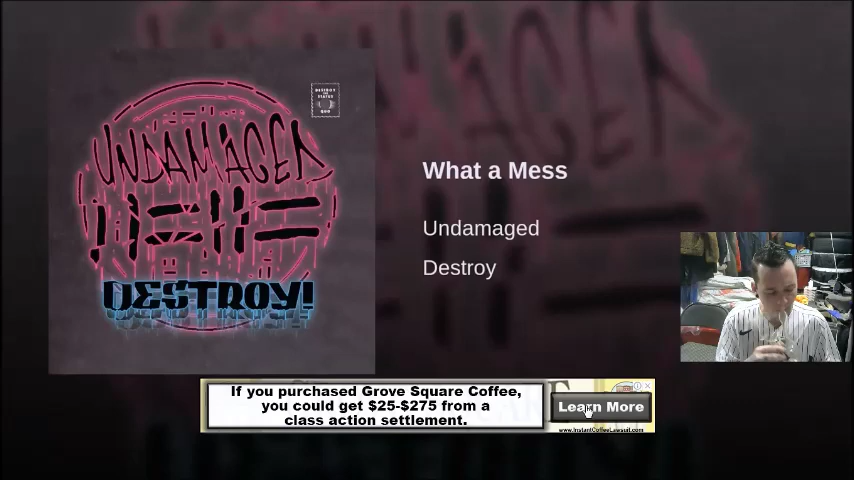 UNDAMAGED
DESTROY!
What a Mess
Undamaged
Destroy
If you purchased Grove Square Coffee,
you could get $25-$275 from a
class action settlement.
Learn More
www.InstantCoffeeLawsuit.com